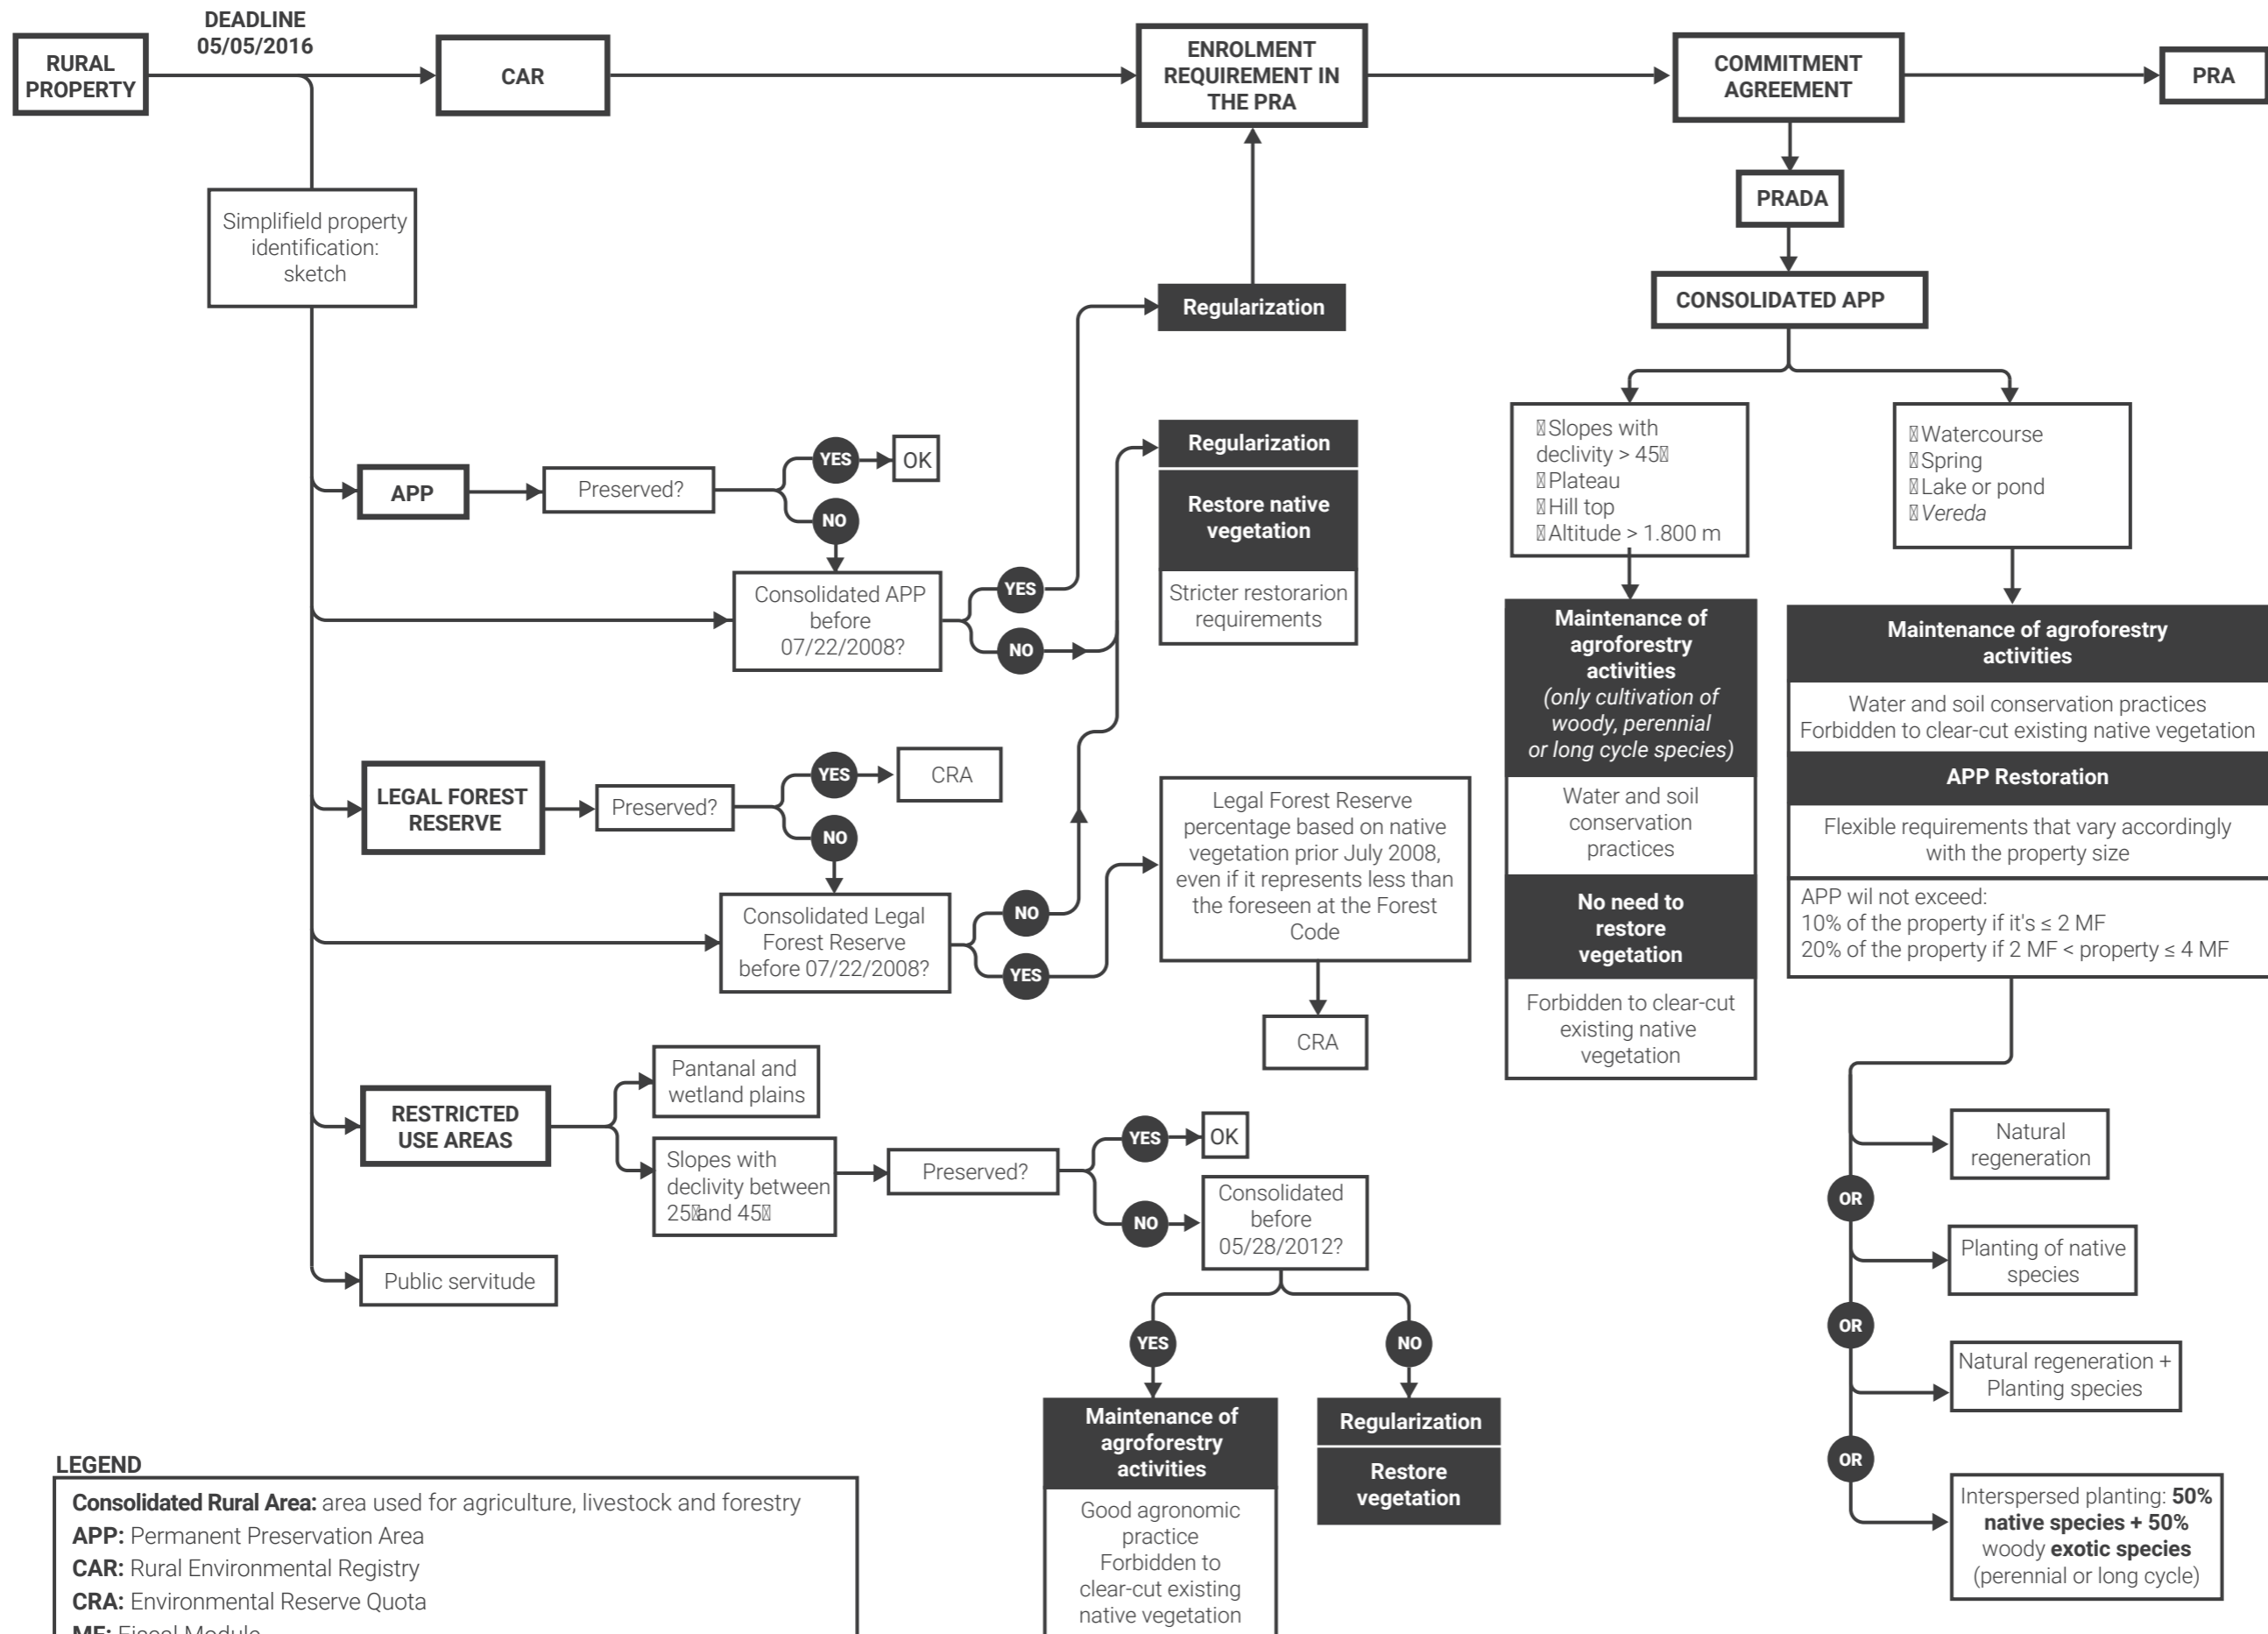 DEADLINE
05/05/2016
RURAL
PROPERTY
CAR
ENROLMENT
REQUIREMENT IN
THE PRA
COMMITMENT
AGREEMENT
PRA
PRADA
CONSOLIDATED APP
Simplifield property
identification:
sketch
Regularization
APP
Preserved?
YES
OK
NO
Consolidated APP
before
07/22/2008?
YES
NO
Regularization
Restore native
vegetation
Stricter restorarion
requirements
LEGAL FOREST
RESERVE
Preserved?
YES
CRA
NO
Consolidated Legal
Forest Reserve
before 07/22/2008?
NO
YES
Legal Forest Reserve
percentage based on native
vegetation prior July 2008,
even if it represents less than
the foreseen at the Forest
Code
CRA
RESTRICTED
USE AREAS
Pantanal and
wetland plains
Slopes with
declivity between
25 and 45
Preserved?
YES
OK
NO
Consolidated
before
05/28/2012?
YES
NO
Maintenance of
agroforestry
activities
Good agronomic
practice
Forbidden to
clear-cut existing
native vegetation
Regularization
Restore
vegetation
Public servitude
Slopes with
declivity > 45
Plateau
Hill top
Altitude > 1.800 m
Maintenance of
agroforestry
activities
(only cultivation of
woody, perennial
or long cycle species)
Water and soil
conservation
practices
No need to
restore
vegetation
Forbidden to clear-cut
existing native
vegetation
Watercourse
Spring
Lake or pond
Vereda
Maintenance of agroforestry
activities
Water and soil conservation practices
Forbidden to clear-cut existing native vegetation
APP Restoration
Flexible requirements that vary accordingly
with the property size
APP wil not exceed:
10% of the property if it's ≤ 2 MF
20% of the property if 2 MF < property ≤ 4 MF
Natural
regeneration
OR
Planting of native
species
OR
Natural regeneration +
Planting species
OR
Interspersed planting: 50%
native species + 50%
woody exotic species
(perennial or long cycle)
LEGEND
Consolidated Rural Area: area used for agriculture, livestock and forestry
APP: Permanent Preservation Area
CAR: Rural Environmental Registry
CRA: Environmental Reserve Quota
MF: Fiscal Module